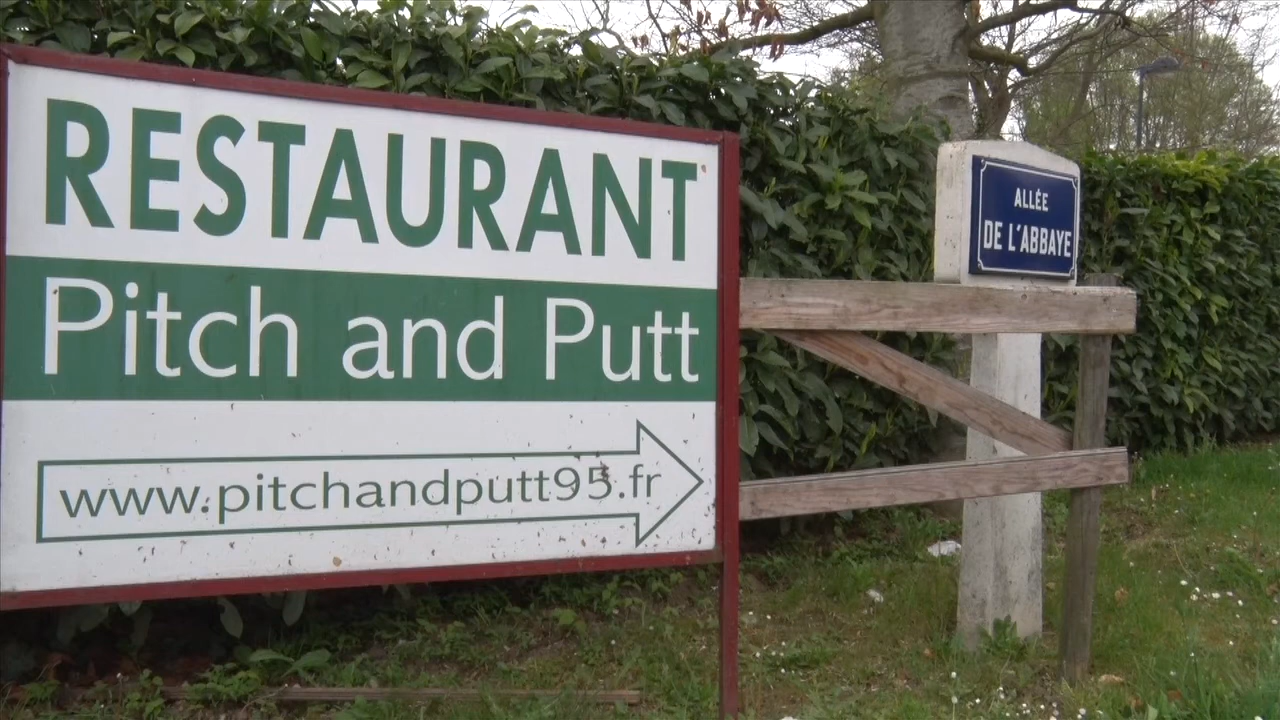 RESTAURANT
Pitch and Putt
www.pitchandputt95.fr
ALLÉE
DE L'ABBAYE